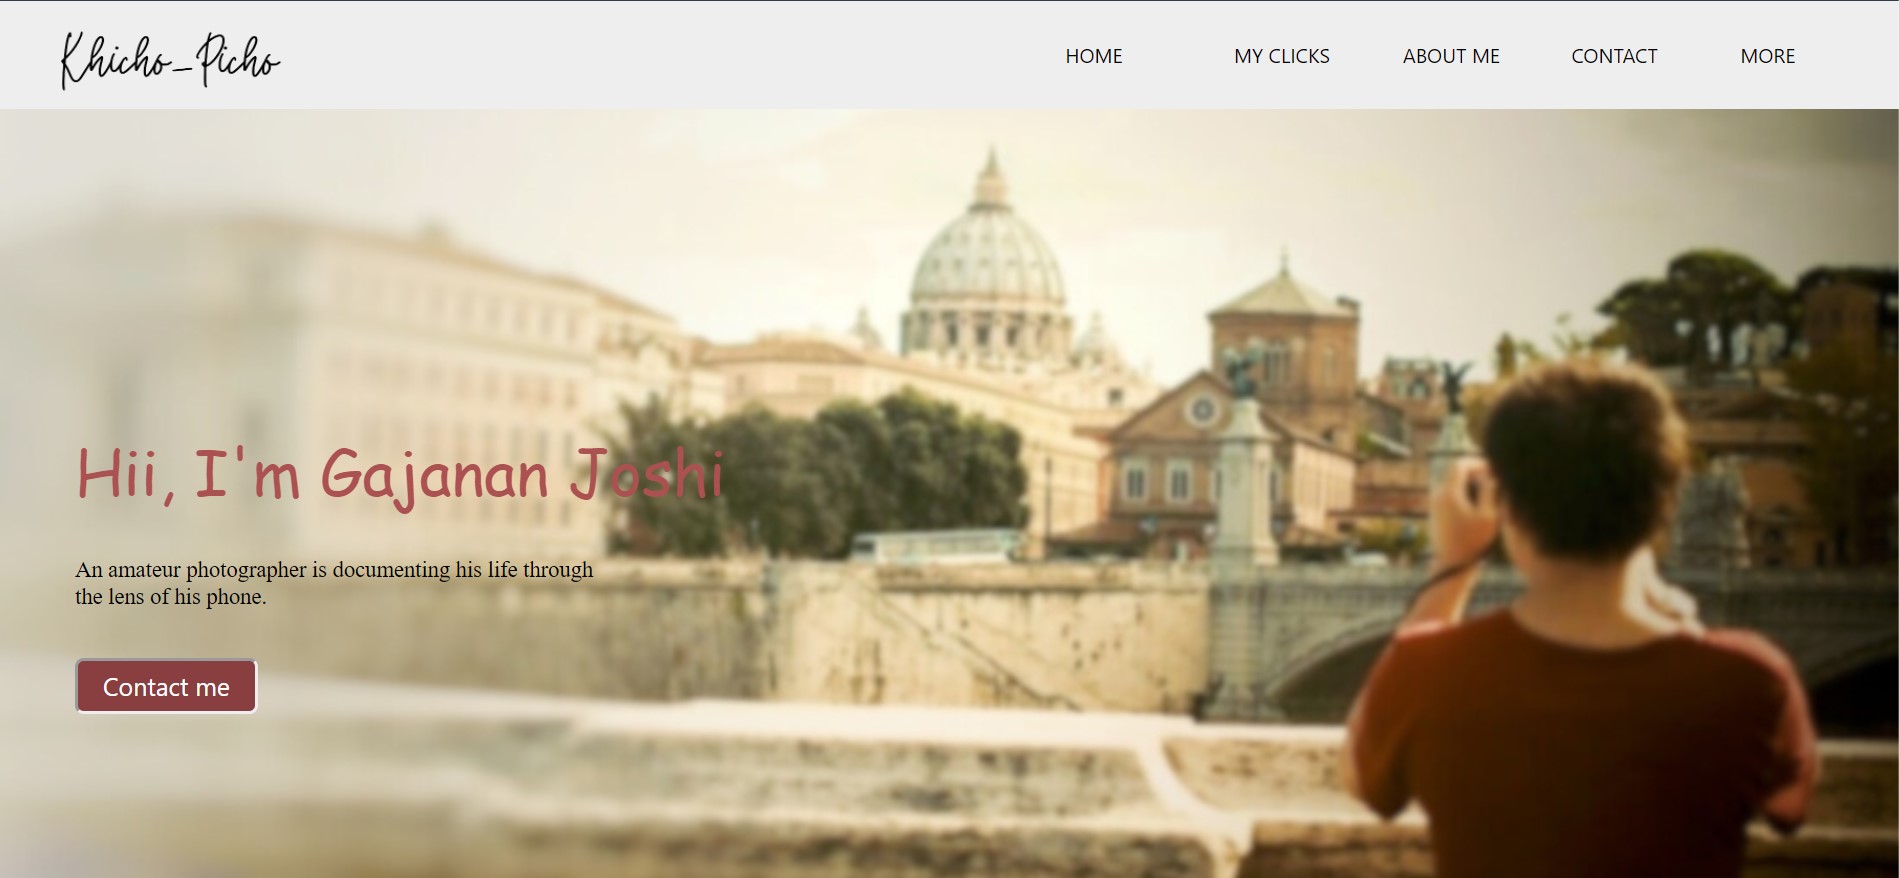 Khicho_Picho
HOME
MY CLICKS
ABOUT ME
CONTACT
MORE
Hii, I'm Gajanan Joshi
An amateur photographer is documenting his life through
the lens of his phone.
Contact me